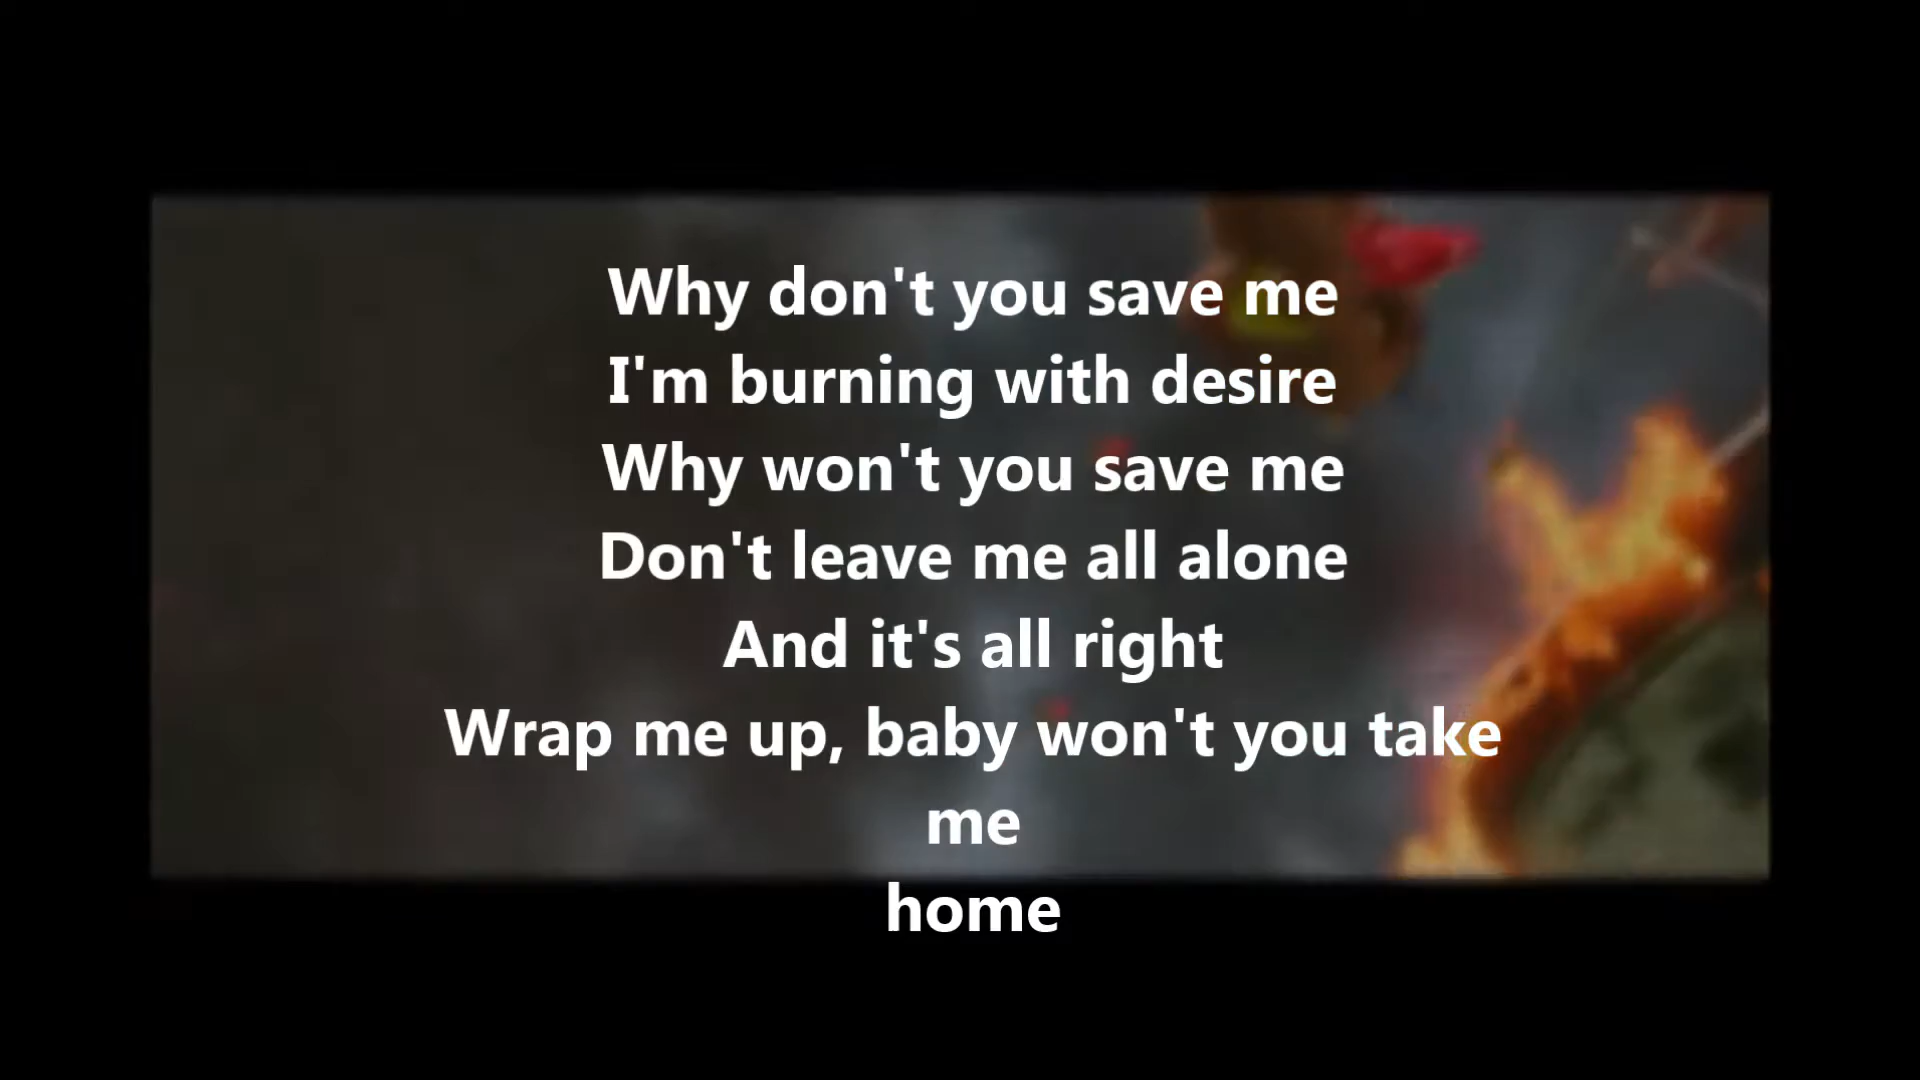 Why don't you save me
I'm burning with desire
Why won't you save me
Don't leave me all alone
And it's all right
Wrap me up, baby won't you take
me
home